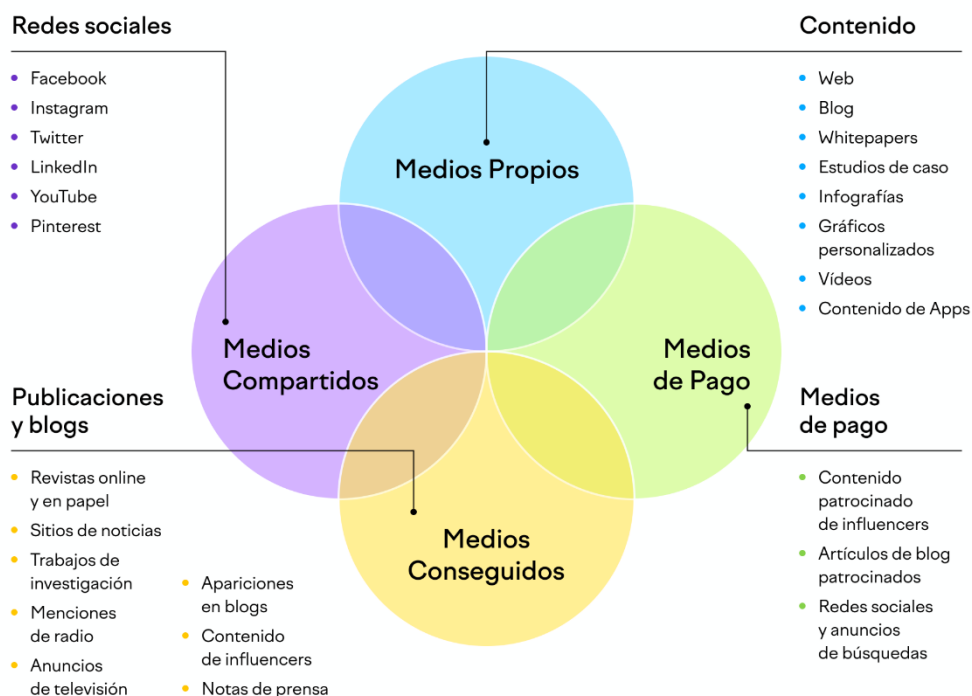 Redes sociales
Facebook
Instagram
Twitter
LinkedIn
YouTube
Pinterest
Contenido
Web
Blog
Whitepapers
Estudios de caso
Infografías
Gráficos
personalizados
Vídeos
Contenido de Apps
Medios Propios
Medios
Compartidos
Medios
de Pago
Medios
Conseguidos
Publicaciones
y blogs
Revistas online
y en papel
Sitios de noticias
Trabajos de
investigación
Menciones
de radio
Anuncios
de televisión
Apariciones
en blogs
Contenido
de influencers
Notas de prensa
Medios
de pago
Contenido
patrocinado
de influencers
Artículos de blog
patrocinados
Redes sociales
y anuncios
de búsquedas